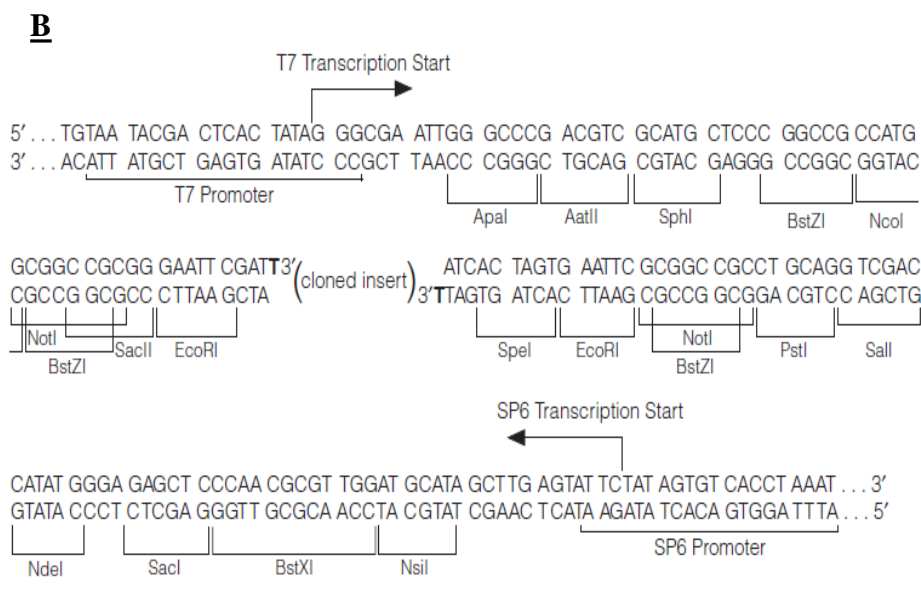 B
T7 Transcription Start
5′ . . . TGTAA TACGA CTCAC TATAG GGCGA ATTGG GCCCG ACGTC GCATG CTCCC GGCCG CCATG
3′ . . . ACATT ATGCT GAGTG ATATC CCGCTT TAACC CGGGC TGCAG CGTAC GAGGG CCGGC GGTAC
T7 Promoter
ApaI AatII SphI BstZI NcoI
GCGGC CGCGG GAATT CGATT3′ (cloned insert) ATCAC TAGTG AATTC GCGGC CGCCT GCAGG TCGAC
CGCCG GCGCC CTTAA GCTA 3′TTAGTG ATCAC TTAAG CGCCG GCGGA CGTCC AGCTG
NotI SacII EcoRI SpeI EcoRI NotI PstI SalI
BstZI BstZI
SP6 Transcription Start
CATAT GGGA GAGCT CCCAA CGCGT TGGAT GCATA GCTTG AGTAT TCTAT AGTGT CACCT AAAT . . . 3′
GTATA CCCT CTCGAG GGTT GCGCA ACCTA CGTAT CGAAC TCATA AGATA TCACA GTGGA TTTA . . . 5′
SP6 Promoter
NdeI SacI BstXI NsiI